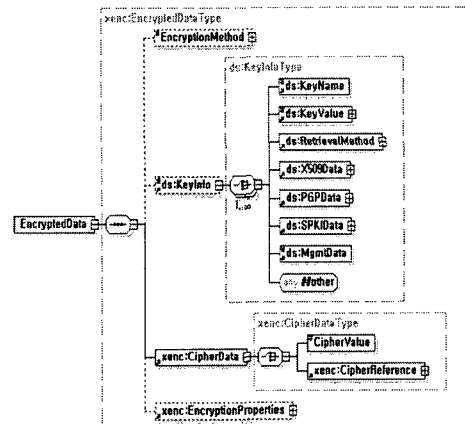 xenc:EncryptedDataType
EncryptionMethod
ds:KeyInfoType
ds:KeyName
ds:KeyValue
ds:RetrievalMethod
ds:X509Data
ds:KeyInfo
1..∞
ds:PGPData
ds:SPKIData
EncryptedData
ds:MgmtData
any ##other
xenc:CipherDataType
CipherValue
xenc:CipherData
xenc:CipherReference
xenc:EncryptionProperties